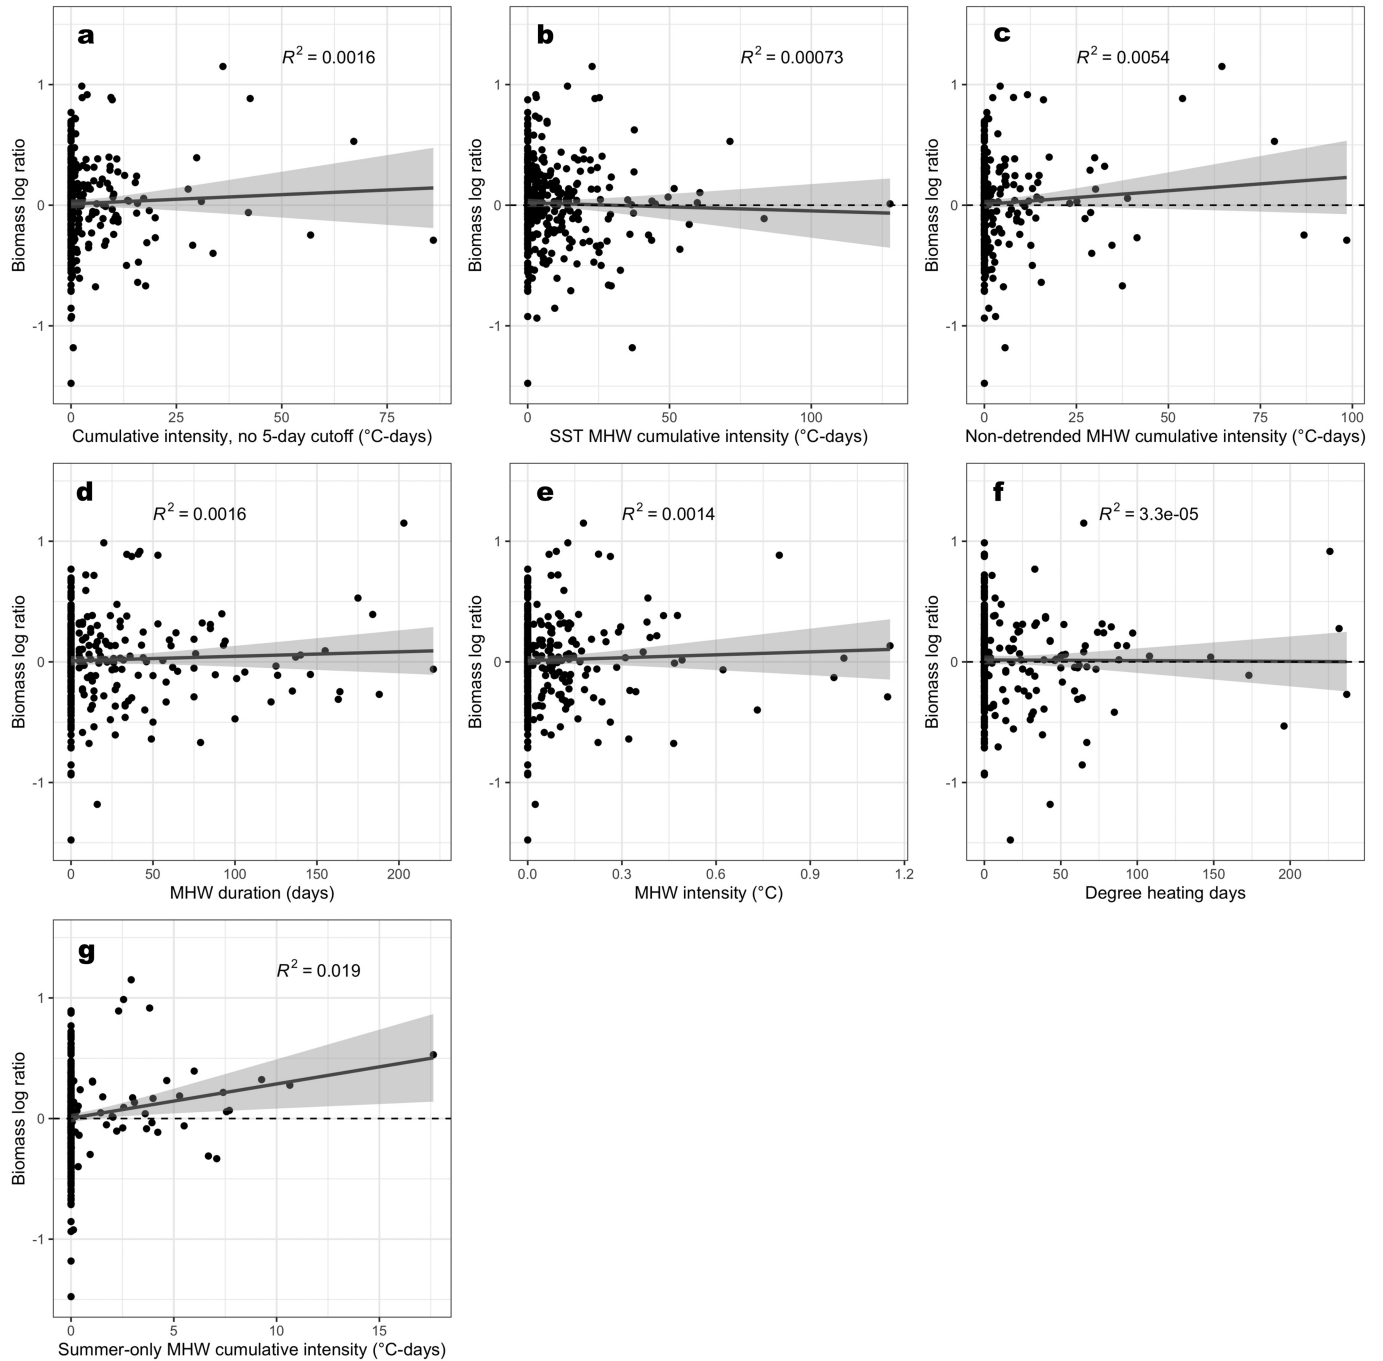 a
R² = 0.0016
1
0
-1
Biomass log ratio
0 25 50 75
Cumulative intensity, no 5-day cutoff (°C-days)
b
R² = 0.00073
1
0
-1
Biomass log ratio
0 50 100
SST MHW cumulative intensity (°C-days)
c
R² = 0.0054
1
0
-1
Biomass log ratio
0 25 50 75 100
Non-detrended MHW cumulative intensity (°C-days)
d
R² = 0.0016
1
0
-1
Biomass log ratio
0 50 100 150 200
MHW duration (days)
e
R² = 0.0014
1
0
-1
Biomass log ratio
0.0 0.3 0.6 0.9 1.2
MHW intensity (°C)
f
R² = 3.3e-05
1
0
-1
Biomass log ratio
0 50 100 150 200
Degree heating days
g
R² = 0.019
1
0
-1
Biomass log ratio
0 5 10 15
Summer-only MHW cumulative intensity (°C-days)